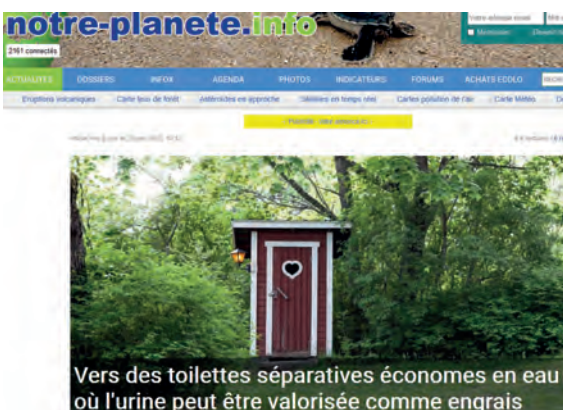 notre-planete.info
2161 connectés
ACTUALITÉS DOSSIERS INFOX AGENDA PHOTOS INDICATEURS FORUMS ACHATS ECOLO
Eruptions volcaniques Carte feux de forêt Astéroïdes en approche Séismes en temps réel Cartes pollution de l'air Carte Météo
Vers des toilettes séparatives économes en eau
où l'urine peut être valorisée comme engrais